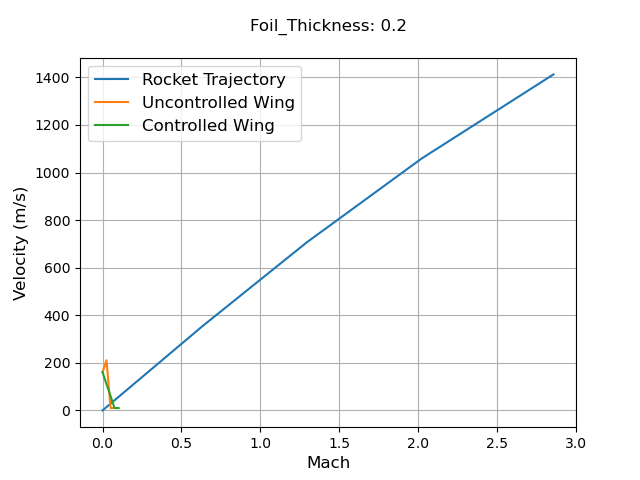 Foil_Thickness: 0.2
Rocket Trajectory
Uncontrolled Wing
Controlled Wing
1400
1200
1000
800
600
400
200
0
Velocity (m/s)
0.0 0.5 1.0 1.5 2.0 2.5 3.0
Mach